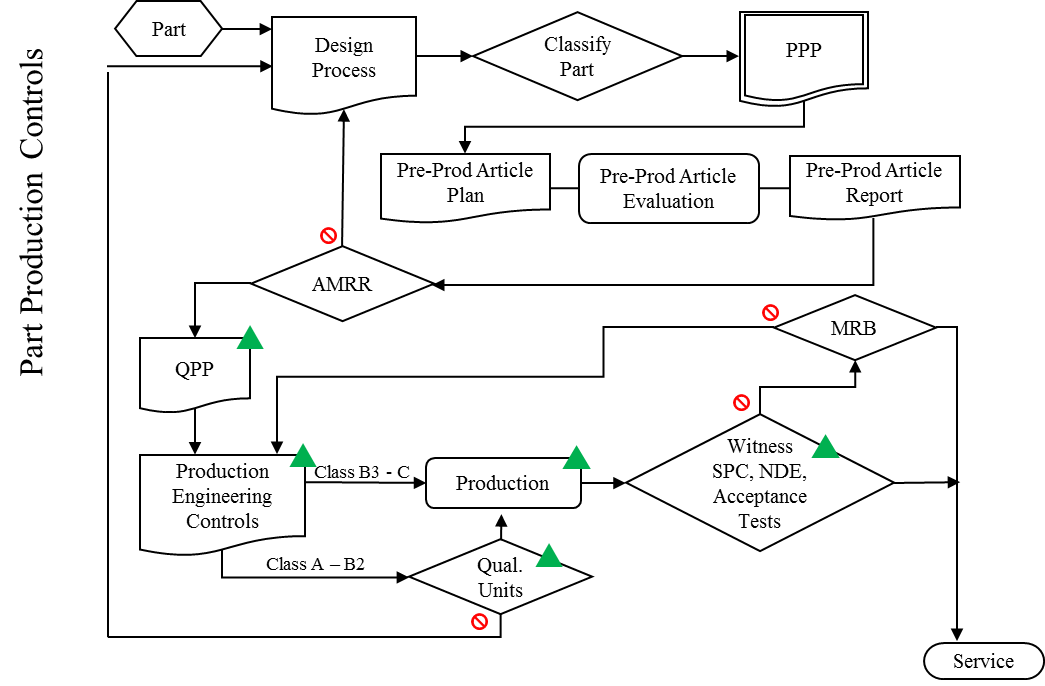 Part Production Controls
Part
Design
Process
Classify
Part
PPP
Pre-Prod Article
Plan
Pre-Prod Article
Evaluation
Pre-Prod Article
Report
AMRR
MRB
QPP
Witness
SPC, NDE,
Acceptance
Tests
Production
Engineering
Controls
Class B3 - C
Production
Class A – B2
Qual.
Units
Service